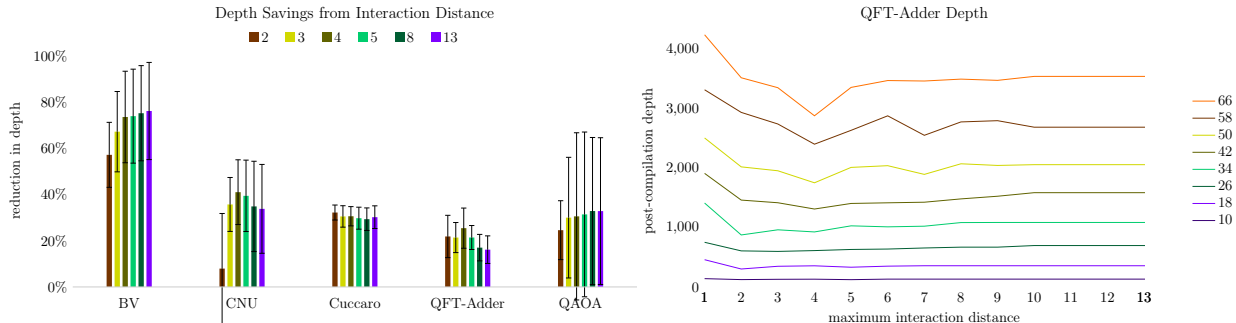 Depth Savings from Interaction Distance
2 3 4 5 8 13
100%
80%
60%
40%
20%
0%
reduction in depth
BV CNU Cuccaro QFT-Adder QAOA
QFT-Adder Depth
4,000
3,000
2,000
1,000
0
post-compilation depth
1 2 3 4 5 6 7 8 9 10 11 12 13
maximum interaction distance
66
58
50
42
34
26
18
10